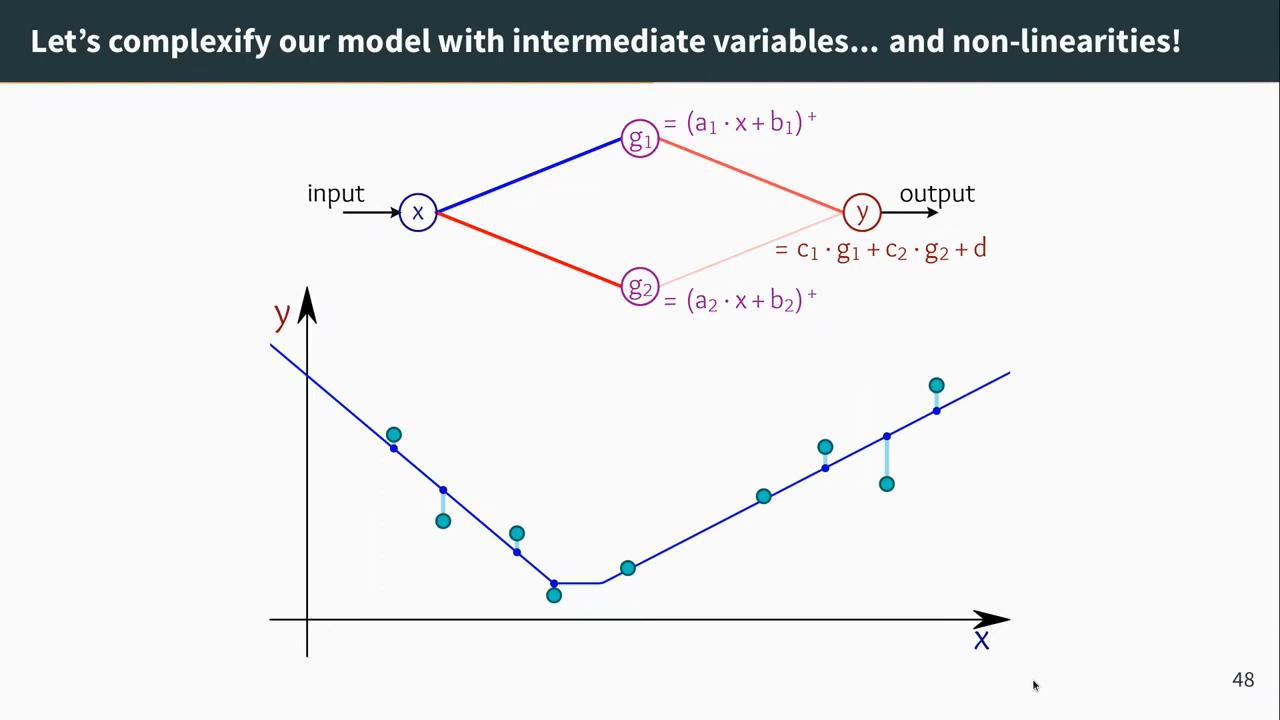 Let's complexify our model with intermediate variables... and non-linearities!
g₁ = (a₁ · x + b₁)⁺
input x y output
= c₁ · g₁ + c₂ · g₂ + d
g₂ = (a₂ · x + b₂)⁺
y
x
48